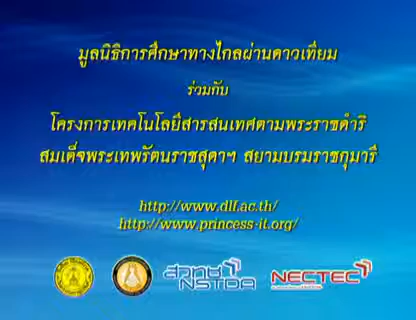 มูลนิธิการศึกษาทางไกลผ่านดาวเทียม
ร่วมกับ
โครงการเทคโนโลยีสารสนเทศตามพระราชดำริ
สมเด็จพระเทพรัตนราชสุดาฯ สยามบรมราชกุมารี
http://www.dlf.ac.th/
http://www.princess-it.org/
สวทช
NSTDA
NECTEC